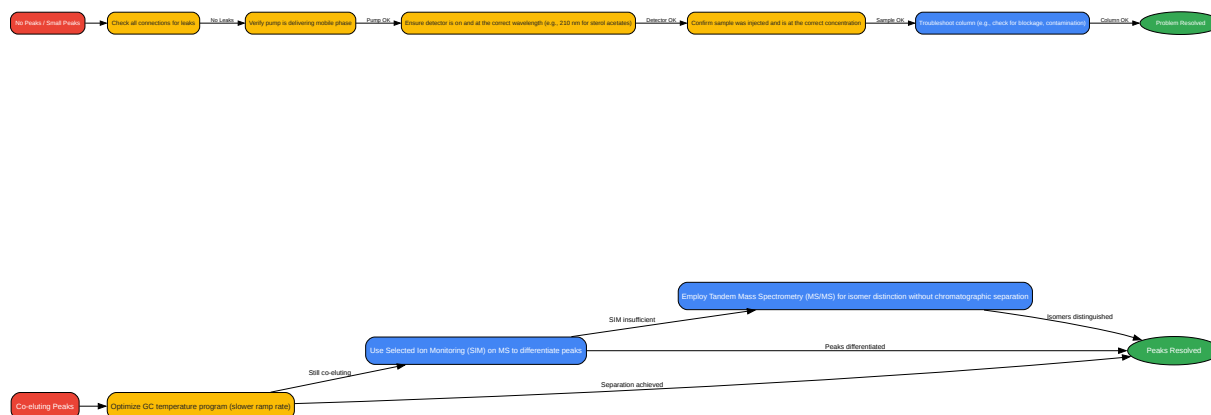 No Peaks / Small Peaks
Check all connections for leaks
No Leaks
Verify pump is delivering mobile phase
Pump OK
Ensure detector is on and at the correct wavelength (e.g., 210 nm for sterol acetates)
Detector OK
Confirm sample was injected and is at the correct concentration
Sample OK
Troubleshoot column (e.g., check for blockage, contamination)
Column OK
Problem Resolved
Employ Tandem Mass Spectrometry (MS/MS) for isomer distinction without chromatographic separation
SIM insufficient
Isomers distinguished
Use Selected Ion Monitoring (SIM) on MS to differentiate peaks
Peaks differentiated
Peaks Resolved
Still co-eluting
Separation achieved
Co-eluting Peaks
Optimize GC temperature program (slower ramp rate)